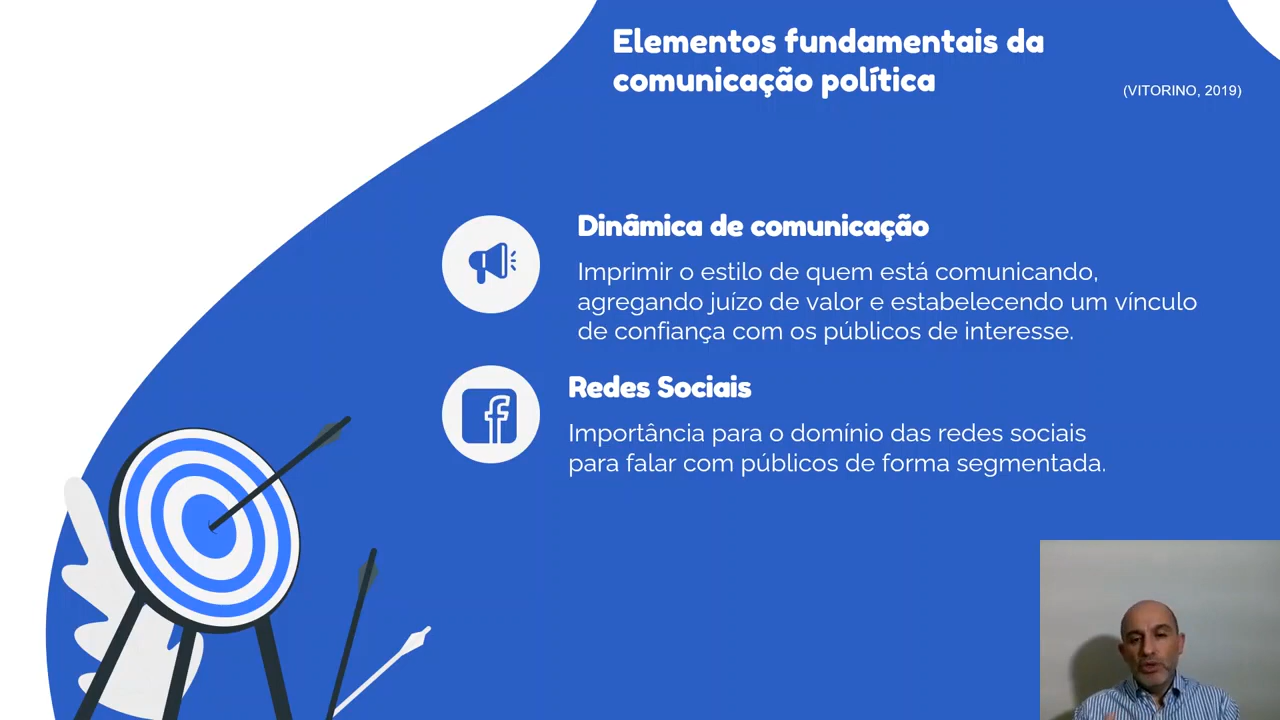 Elementos fundamentais da
comunicação política
(VITORINO, 2019)
Dinâmica de comunicação
Imprimir o estilo de quem está comunicando,
agregando juízo de valor e estabelecendo um vínculo
de confiança com os públicos de interesse.
Redes Sociais
Importância para o domínio das redes sociais
para falar com públicos de forma segmentada.